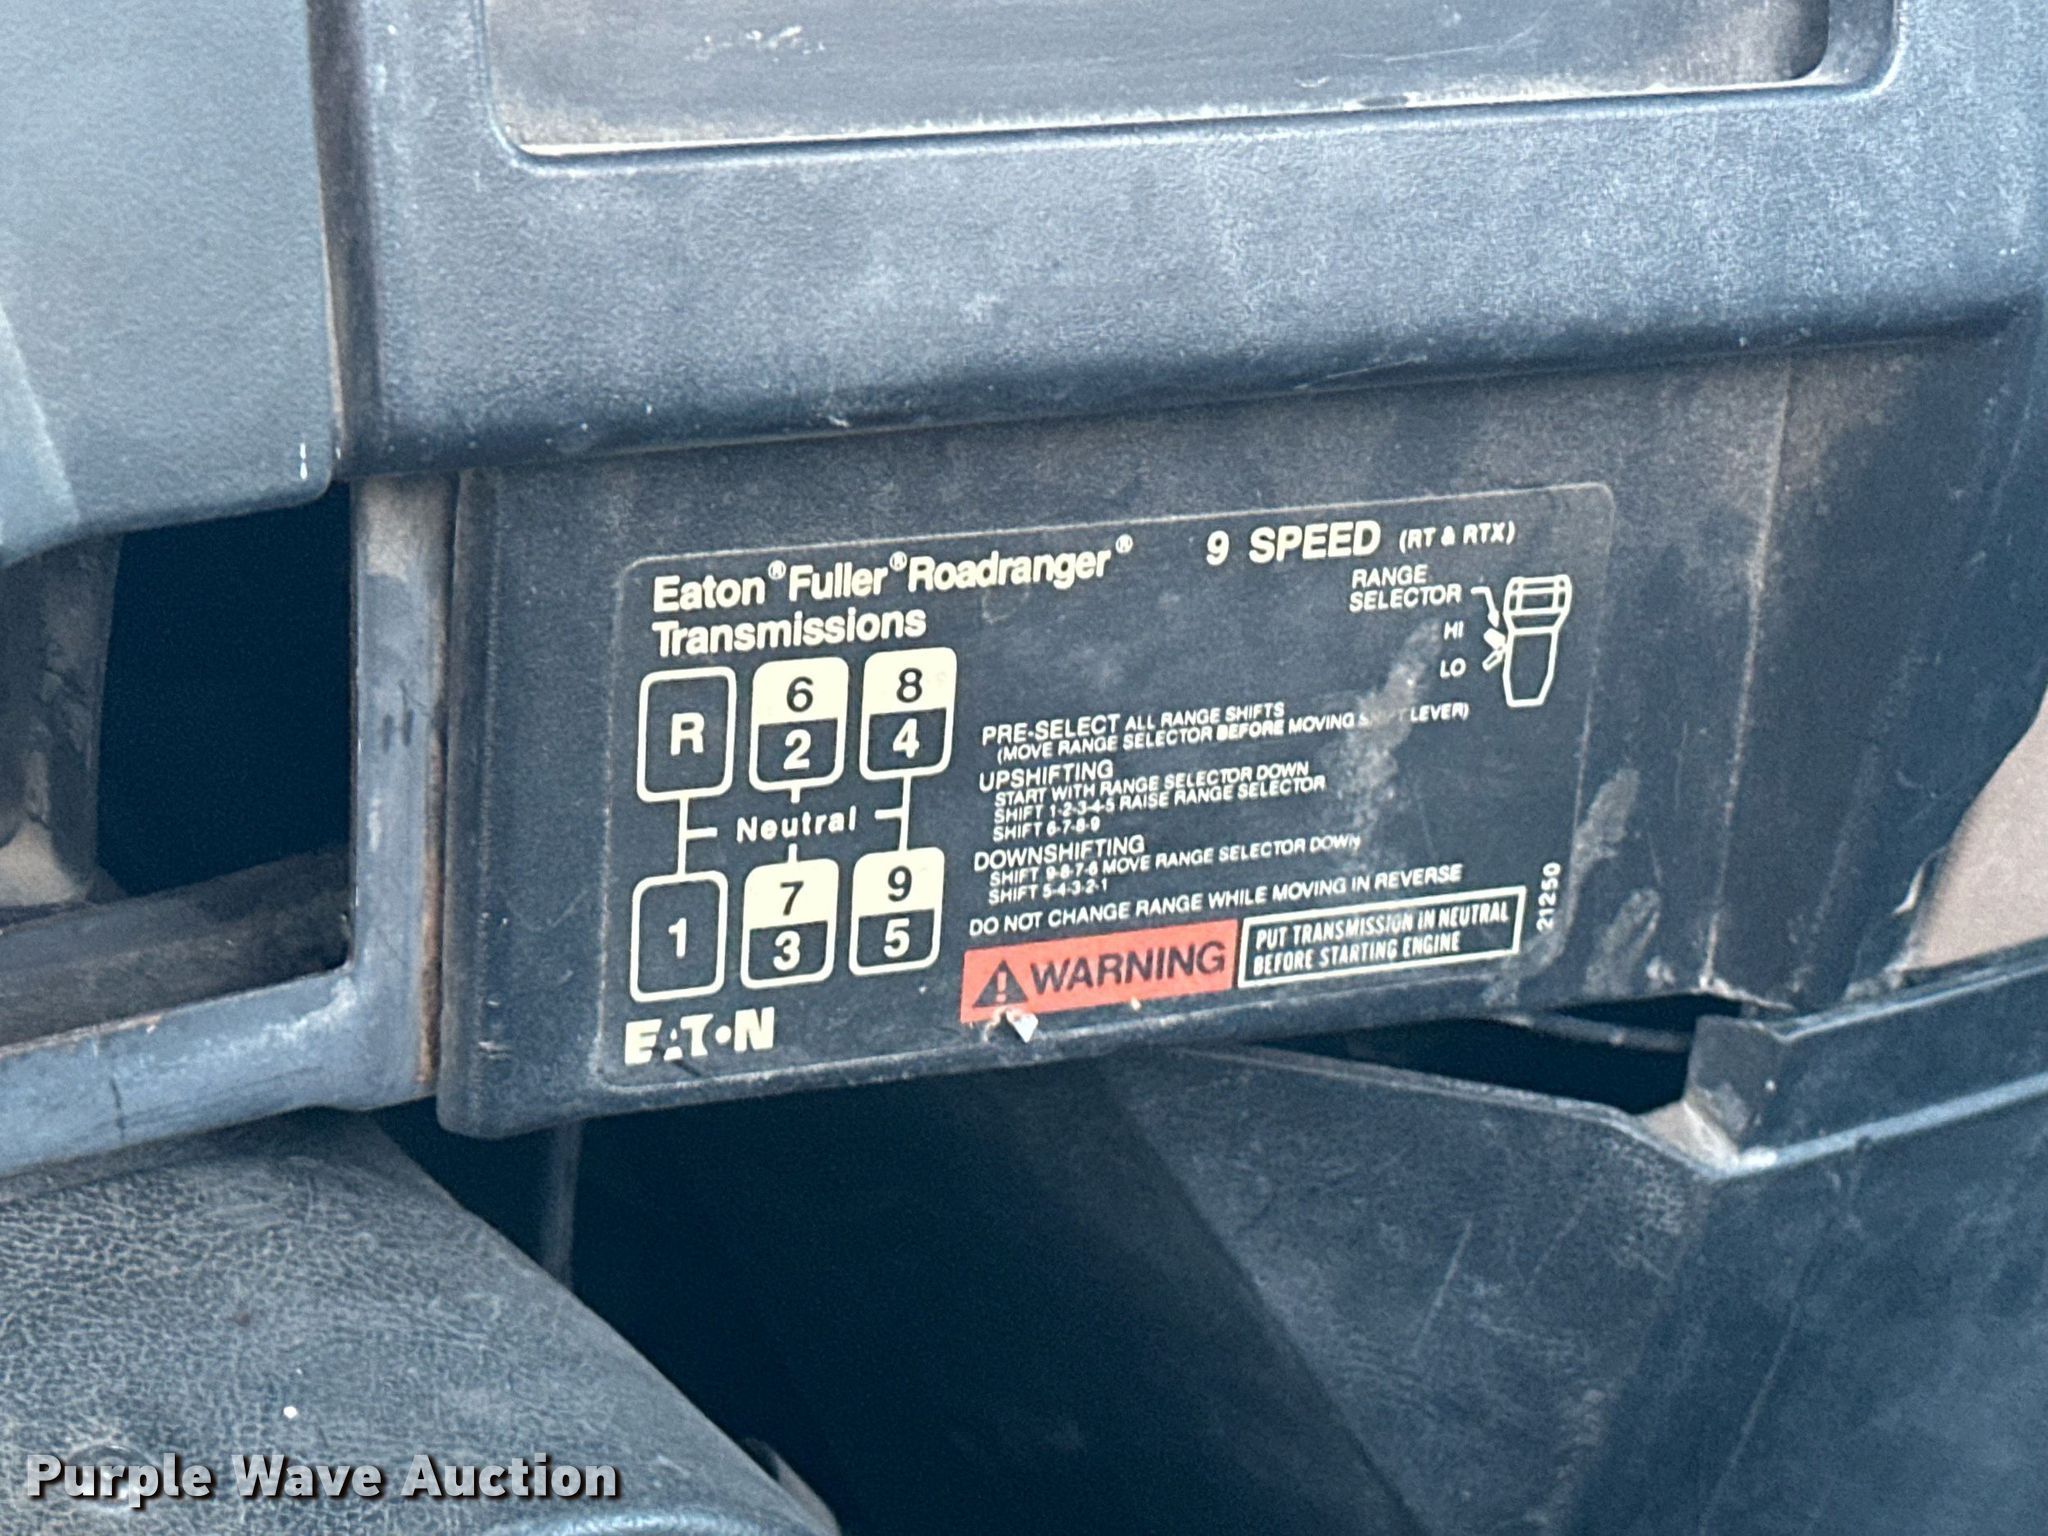 Eaton® Fuller® Roadranger® 9 SPEED (RT & RTX)
Transmissions
RANGE
SELECTOR
HI
LO
R 6 8
2 4
Neutral
1 7 9
3 5
PRE-SELECT ALL RANGE SHIFTS
(MOVE RANGE SELECTOR BEFORE MOVING LEVER)
UPSHIFTING
START WITH RANGE SELECTOR DOWN
SHIFT 1-2-3-4-5 RAISE RANGE SELECTOR
SHIFT 6-7-8-9
DOWNSHIFTING
SHIFT 9-8-7-6 MOVE RANGE SELECTOR DOWN
SHIFT 5-4-3-2-1
DO NOT CHANGE RANGE WHILE MOVING IN REVERSE
WARNING
PUT TRANSMISSION IN NEUTRAL
BEFORE STARTING ENGINE
21250
EATON
Purple Wave Auction